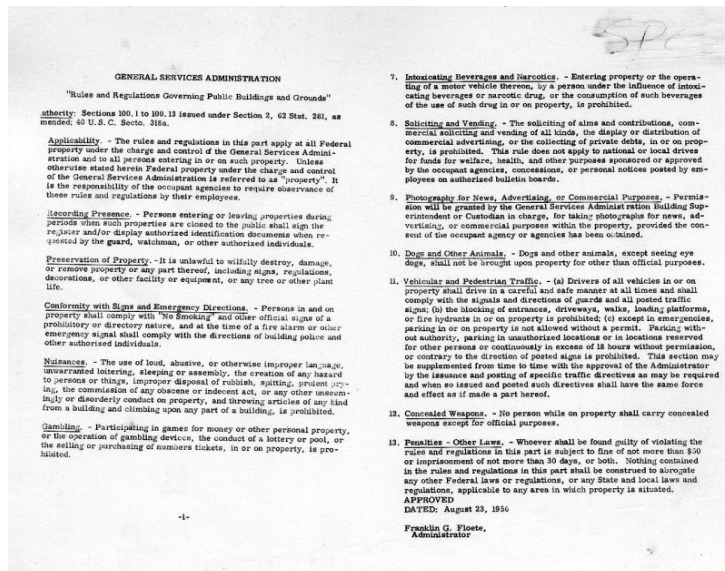 SPC
GENERAL SERVICES ADMINISTRATION
"Rules and Regulations Governing Public Buildings and Grounds"
uthority: Sections 100.1 to 100.13 issued under Section 2, 62 Stat. 281, as
mended; 40 U.S.C. Secto. 318a.
Applicability. - The rules and regulations in this part apply at all Federal
property under the charge and control of the General Services Admini-
stration and to all persons entering in or on such property. Unless
otherwise stated herein Federal property under the charge and control
of the General Services Administration is referred to as "property". It
is the responsibility of the occupant agencies to require observance of
these rules and regulations by their employees.
Recording Presence. - Persons entering or leaving properties during
periods when such properties are closed to the public shall sign the
register and/or display authorized identification documents when re-
quested by the guard, watchman, or other authorized individuals.
Preservation of Property. - It is unlawful to wilfully destroy, damage,
or remove property or any part thereof, including signs, regulations,
decorations, or other facility or equipment, or any tree or other plant
life.
Conformity with Signs and Emergency Directions. - Persons in and on
property shall comply with "No Smoking" and other official signs of a
prohibitory or directory nature, and at the time of a fire alarm or other
emergency signal shall comply with the directions of building police and
other authorized individuals.
Nuisances. - The use of loud, abusive, or otherwise improper language,
unwarranted loitering, sleeping or assembly, the creation of any hazard
to persons or things, improper disposal of rubbish, spitting, prurient pry-
ing, the commission of any obscene or indecent act, or any other unseem-
ingly or disorderly conduct on property, and throwing articles of any kind
from a building and climbing upon any part of a building, is prohibited.
Gambling. - Participating in games for money or other personal property,
or the operation of gambling devices, the conduct of a lottery or pool, or
the selling or purchasing of numbers tickets, in or on property, is pro-
hibited.
-1-
7. Intoxicating Beverages and Narcotics. - Entering property or the opera-
ting of a motor vehicle thereon, by a person under the influence of intoxi-
cating beverages or narcotic drug, or the consumption of such beverages
of the use of such drug in or on property, is prohibited.
8. Soliciting and Vending. - The soliciting of alms and contributions, com-
mercial soliciting and vending of all kinds, the display or distribution of
commercial advertising, or the collecting of private debts, in or on prop-
erty, is prohibited. This rule does not apply to national or local drives
for funds for welfare, health, and other purposes sponsored or approved
by the occupant agencies, concessions, or personal notices posted by em-
ployees on authorized bulletin boards.
9. Photography for News, Advertising, or Commercial Purposes. - Permis-
sion will be granted by the General Services Administration Building Sup-
erintendent or Custodian in charge, for taking photographs for news, ad-
vertising, or commercial purposes within the property, provided the con-
sent of the occupant agency or agencies has been obtained.
10. Dogs and Other Animals. - Dogs and other animals, except seeing eye
dogs, shall not be brought upon property for other than official purposes.
11. Vehicular and Pedestrian Traffic. - (a) Drivers of all vehicles in or on
property shall drive in a careful and safe manner at all times and shall
comply with the signals and directions of guards and all posted traffic
signs; (b) the blocking of entrances, driveways, walks, loading platforms,
or fire hydrants in or on property is prohibited; (c) except in emergencies,
parking in or on property is not allowed without a permit. Parking with-
out authority, parking in unauthorized locations or in locations reserved
for other persons or continuously in excess of 18 hours without permission,
or contrary to the direction of posted signs is prohibited. This section may
be supplemented from time to time with the approval of the Administrator
by the issuance and posting of specific traffic directives as may be required
and when so issued and posted such directives shall have the same force
and effect as if made a part hereof.
12. Concealed Weapons. - No person while on property shall carry concealed
weapons except for official purposes.
13. Penalties - Other Laws. - Whoever shall be found guilty of violating the
rules and regulations in this part is subject to fine of not more than $50
or imprisonment of not more than 30 days, or both. Nothing contained
in the rules and regulations in this part shall be construed to abrogate
any other Federal laws or regulations, or any State and local laws and
regulations, applicable to any area in which property is situated.
APPROVED
DATED: August 23, 1956
Franklin G. Floete,
Administrator